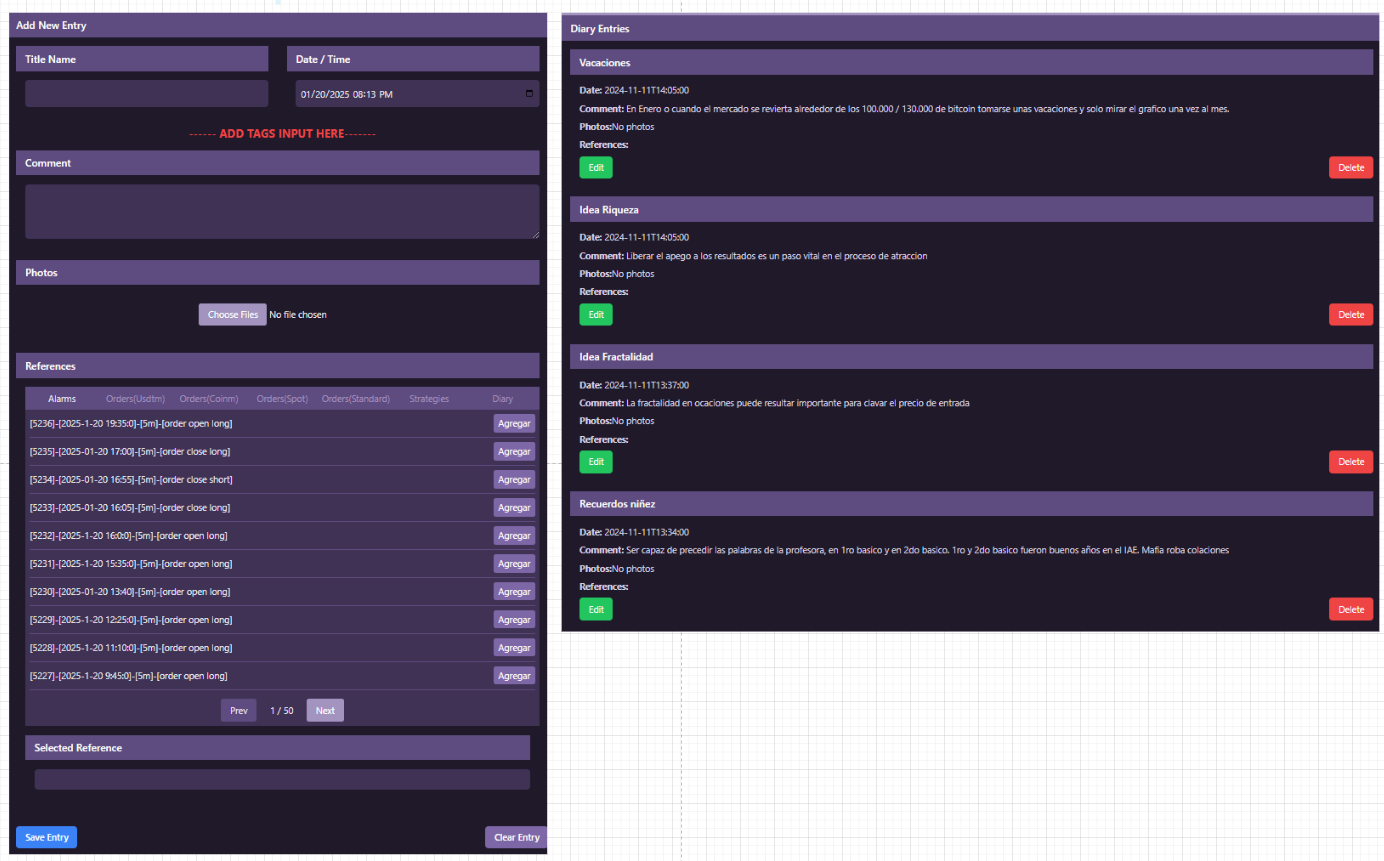 Add New Entry
Title Name
Date / Time
01/20/2025 08:13 PM
------ ADD TAGS INPUT HERE-------
Comment
Photos
Choose Files No file chosen
References
Alarms Orders(Usdtm) Orders(Coinm) Orders(Spot) Orders(Standard) Strategies Diary
[5236]-[2025-1-20 19:35:0]-[5m]-[order open long] Agregar
[5235]-[2025-01-20 17:00]-[5m]-[order close long] Agregar
[5234]-[2025-01-20 16:55]-[5m]-[order close short] Agregar
[5233]-[2025-01-20 16:05]-[5m]-[order close long] Agregar
[5232]-[2025-1-20 16:0:0]-[5m]-[order open long] Agregar
[5231]-[2025-1-20 15:35:0]-[5m]-[order open long] Agregar
[5230]-[2025-01-20 13:40]-[5m]-[order open long] Agregar
[5229]-[2025-1-20 12:25:0]-[5m]-[order open long] Agregar
[5228]-[2025-1-20 11:10:0]-[5m]-[order open long] Agregar
[5227]-[2025-1-20 9:45:0]-[5m]-[order open long] Agregar
Prev 1 / 50 Next
Selected Reference
Save Entry Clear Entry
Diary Entries
Vacaciones
Date: 2024-11-11T14:05:00
Comment: En Enero o cuando el mercado se revierta alrededor de los 100.000 / 130.000 de bitcoin tomarse unas vacaciones y solo mirar el grafico una vez al mes.
Photos:No photos
References:
Edit Delete
Idea Riqueza
Date: 2024-11-11T14:05:00
Comment: Liberar el apego a los resultados es un paso vital en el proceso de atraccion
Photos:No photos
References:
Edit Delete
Idea Fractalidad
Date: 2024-11-11T13:37:00
Comment: La fractalidad en ocaciones puede resultar importante para clavar el precio de entrada
Photos:No photos
References:
Edit Delete
Recuerdos niñez
Date: 2024-11-11T13:34:00
Comment: Ser capaz de precedir las palabras de la profesora, en 1ro basico y en 2do basico. 1ro y 2do basico fueron buenos años en el IAE. Mafia roba colaciones
Photos:No photos
References:
Edit Delete